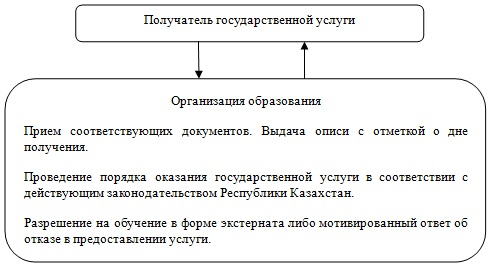 Получатель государственной услуги
Организация образования
Прием соответствующих документов. Выдача описи с отметкой о дне
получения.
Проведение порядка оказания государственной услуги в соответствии с
действующим законодательством Республики Казахстан.
Разрешение на обучение в форме экстерната либо мотивированный ответ об
отказе в предоставлении услуги.